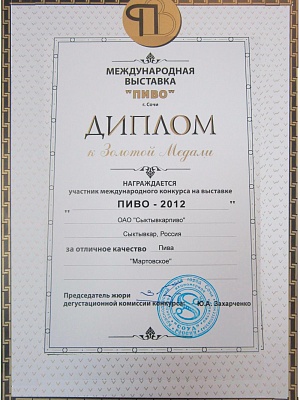 МЕЖДУНАРОДНАЯ
ВЫСТАВКА
"ПИВО"
г. Сочи
ДИПЛОМ
к Золотой Медали
НАГРАЖДАЕТСЯ
участник международного конкурса на выставке
" ПИВО - 2012 "
ОАО "Сыктывкарпиво"
Сыктывкар, Россия
за отличное качество Пива
"Мартовское"
Председатель жюри
дегустационной комиссии конкурса Ю.А. Захарченко